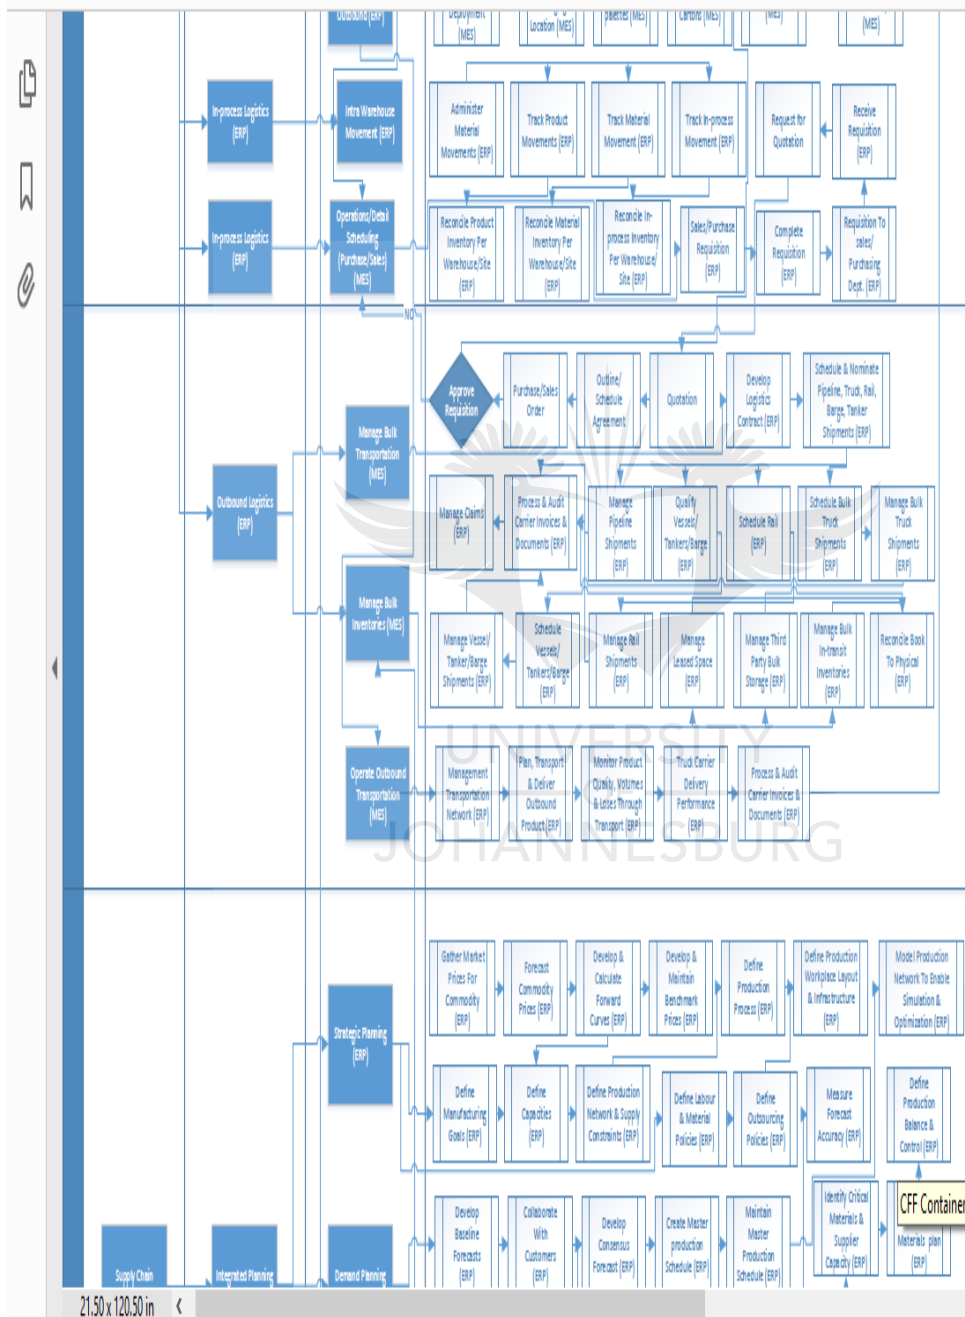 Outbound (ERP)
Deployment
(MES)
Location (MES)
palettes (MES)
Cartons (MES)
(MES)
(MES)
In-process Logistics
(ERP)
Intra Warehouse
Movement (ERP)
Administer
Material
Movements (ERP)
Track Product
Movements (ERP)
Track Material
Movement (ERP)
Track In-process
Movement (ERP)
Request for
Quotation
Receive
Requisition
(ERP)
In-process Logistics
(ERP)
Operations/Detail
Scheduling
(Purchase/Sales)
(MES)
Reconcile Product
Inventory Per
Warehouse/Site
(ERP)
Reconcile Material
Inventory Per
Warehouse/Site
(ERP)
Reconcile In-
process Inventory
Per Warehouse/
Site (ERP)
Sales/Purchase
Requisition
(ERP)
Complete
Requisition
(ERP)
Requisition To
sales/
Purchasing
Dept. (ERP)
NO
Approve
Requisition
Purchase/Sales
Order
Outline/
Schedule
Agreement
Quotation
Develop
Logistics
Contract (ERP)
Schedule & Nominate
Pipeline, Truck, Rail,
Barge, Tanker
Shipments (ERP)
Manage Bulk
Transportation
(MES)
Outbound Logistics
(ERP)
Manage Claims
(ERP)
Process & Audit
Carrier Invoices &
Documents (ERP)
Manage
Pipeline
Shipments
(ERP)
Qualify
Vessels/
Tankers/Barge
(ERP)
Schedule Rail
(ERP)
Schedule Bulk
Truck
Shipments
(ERP)
Manage Bulk
Truck
Shipments
(ERP)
Manage Bulk
Inventories (MES)
Manage Vessel/
Tanker/Barge
Shipments (ERP)
Schedule
Vessels/
Tankers/Barge
(ERP)
Manage Rail
Shipments
(ERP)
Manage
Leased Space
(ERP)
Manage Third
Party Bulk
Storage (ERP)
Manage Bulk
In-transit
Inventories
(ERP)
Reconcile Book
To Physical
(ERP)
UNIVERSITY
OF
JOHANNESBURG
Operate Outbound
Transportation
(MES)
Management
Transportation
Network (ERP)
Plan, Transport
& Deliver
Outbound
Product (ERP)
Monitor Product
Quality, Volumes
& Loses Through
Transport (ERP)
Truck Carrier
Delivery
Performance
(ERP)
Process & Audit
Carrier Invoices &
Documents (ERP)
Strategic Planning
(ERP)
Gather Market
Prices For
Commodity
(ERP)
Forecast
Commodity
Prices (ERP)
Develop &
Calculate
Forward
Curves (ERP)
Develop &
Maintain
Benchmark
Prices (ERP)
Define
Production
Process (ERP)
Define Production
Workplace Layout
& Infrastructure
(ERP)
Model Production
Network To Enable
Simulation &
Optimization (ERP)
Define
Manufacturing
Goals (ERP)
Define
Capacities
(ERP)
Define Production
Network & Supply
Constraints (ERP)
Define Labour
& Material
Policies (ERP)
Define
Outsourcing
Policies (ERP)
Measure
Forecast
Accuracy (ERP)
Define
Production
Balance &
Control (ERP)
Supply Chain
Integrated Planning
Demand Planning
Develop
Baseline
Forecasts
(ERP)
Collaborate
With
Customers
(ERP)
Develop
Consensus
Forecast (ERP)
Create Master
production
Schedule (ERP)
Maintain
Master
Production
Schedule (ERP)
Identify Critical
Materials &
Supplier
Capacity (ERP)
Materials plan
(ERP)
CFF Container
21.50 x 120.50 in